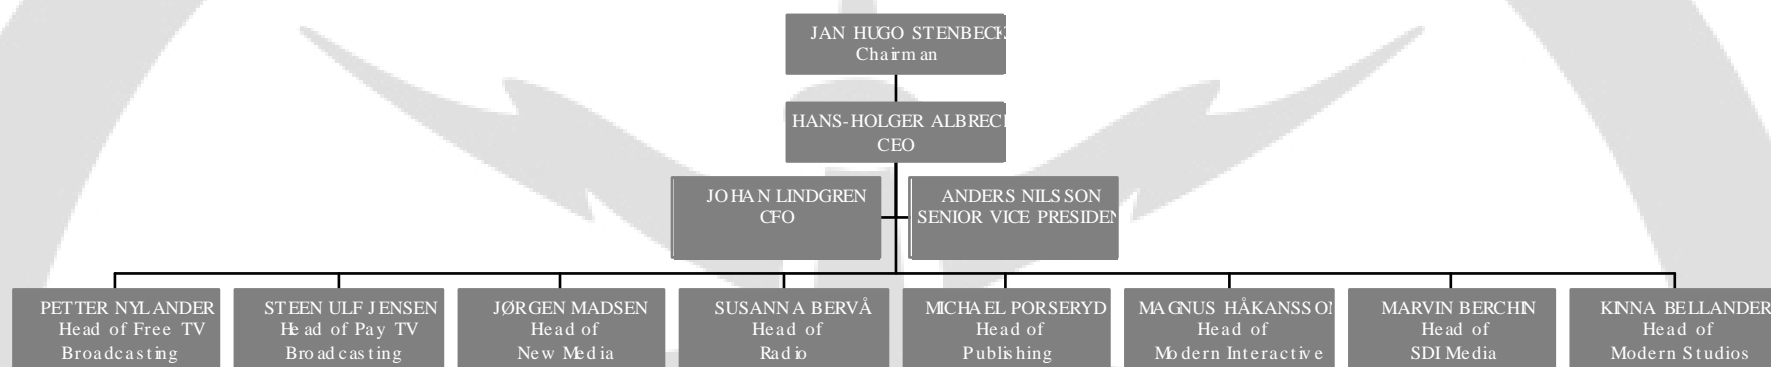 JAN HUGO STENBECK
Chairman
HANS-HOLGER ALBREC
CEO
JOHAN LINDGREN
CFO
ANDERS NILSSON
SENIOR VICE PRESIDEN
PETTER NYLANDER
Head of Free TV
Broadcasting
STEEN ULF JENSEN
Head of Pay TV
Broadcasting
JØRGEN MADSEN
Head of
New Media
SUSANNA BERVÅ
Head of
Radio
MICHAEL PORSERYD
Head of
Publishing
MAGNUS HÅKANSSON
Head of
Modern Interactive
MARVIN BERCHIN
Head of
SDI Media
KINNA BELLANDER
Head of
Modern Studios